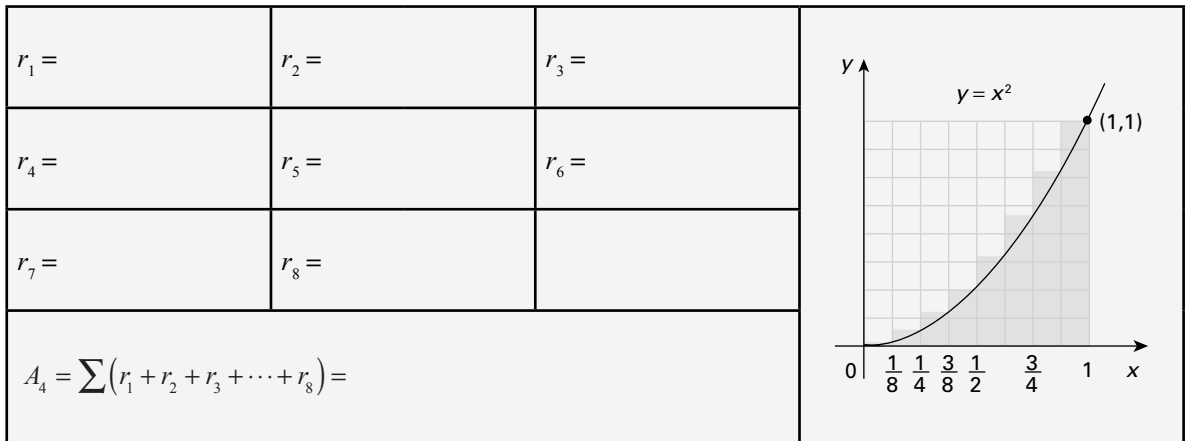 r₁ =
r₂ =
r₃ =
r₄ =
r₅ =
r₆ =
r₇ =
r₈ =
A₄ = ∑(r₁ + r₂ + r₃ + ⋯ + r₈) =
y
y = x²
(1,1)
0 1/8 1/4 3/8 1/2 3/4 1 x